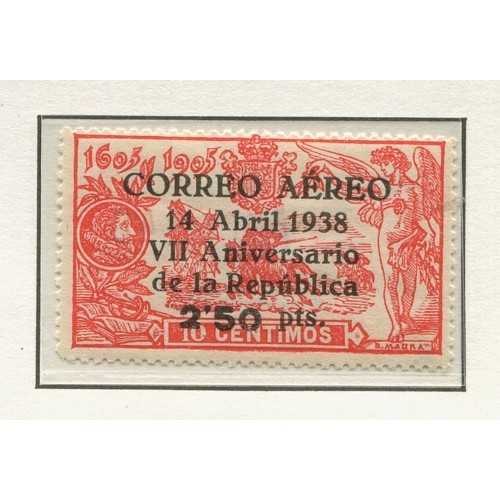 1605 1905
CORREO AÉREO
14 Abril 1938
VII Aniversario
de la República
2'50 pts.
10 CENTIMOS
B. MAURA